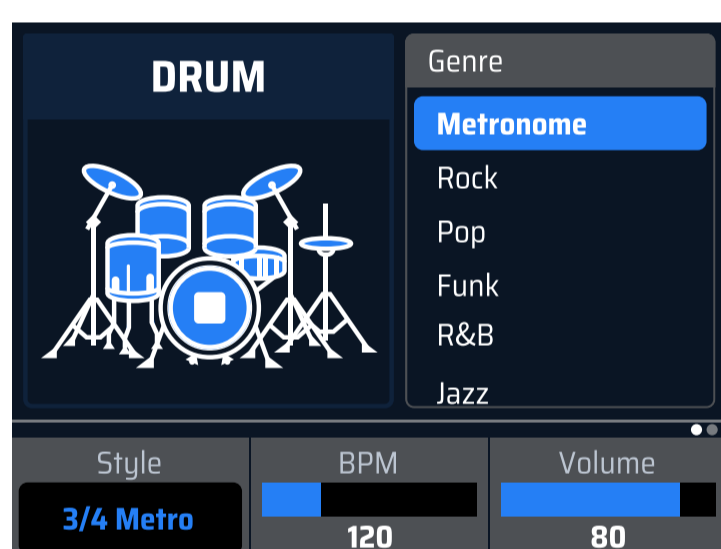 DRUM
Genre
Metronome
Rock
Pop
Funk
R&B
Jazz
Style
BPM
Volume
3/4 Metro
120
80